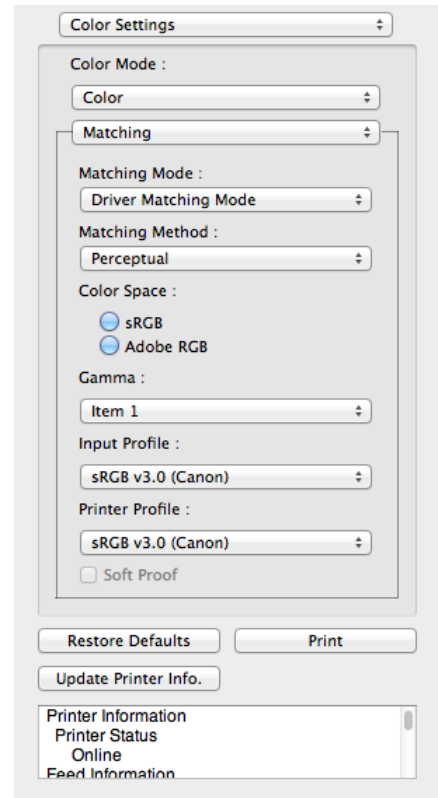 Color Settings
Color Mode :
Color
Matching
Matching Mode :
Driver Matching Mode
Matching Method :
Perceptual
Color Space :
sRGB
Adobe RGB
Gamma :
Item 1
Input Profile :
sRGB v3.0 (Canon)
Printer Profile :
sRGB v3.0 (Canon)
Soft Proof
Restore Defaults Print
Update Printer Info.
Printer Information
Printer Status
Online
Feed Information